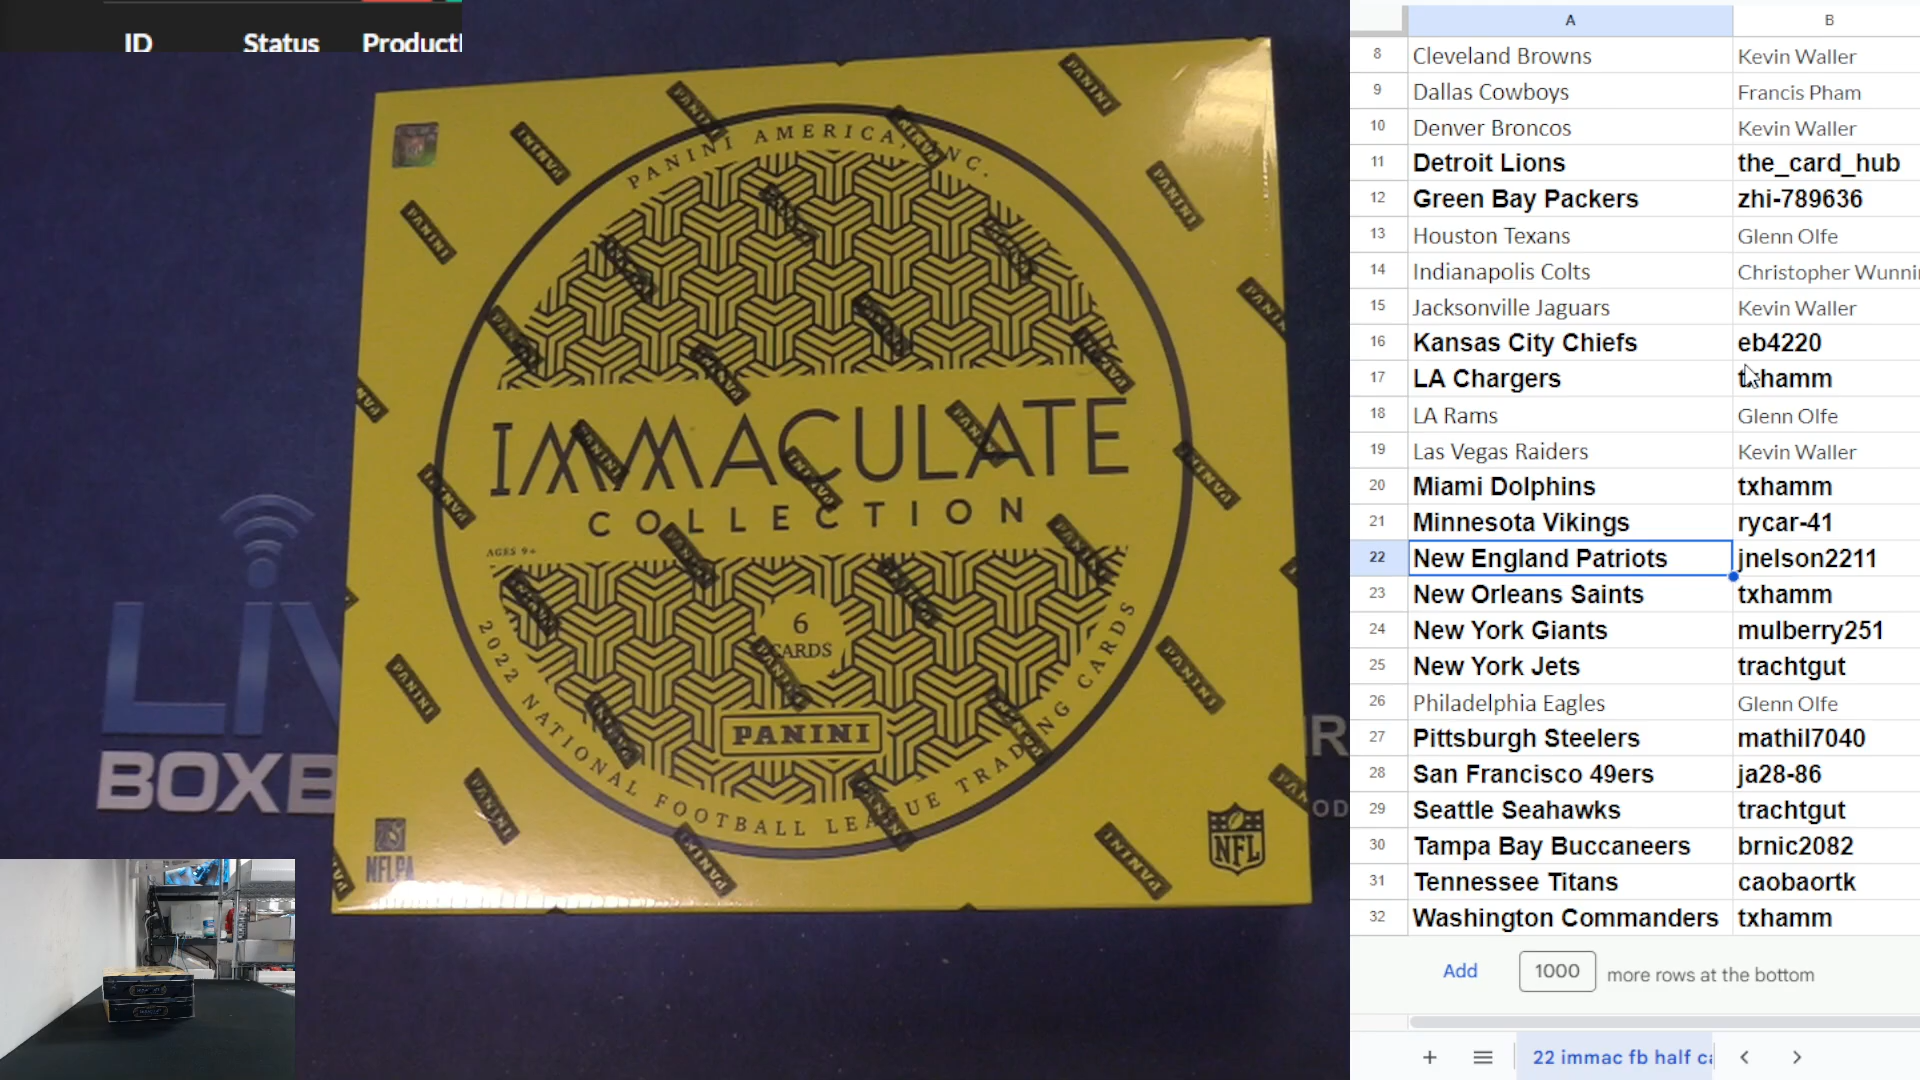 ID Status Product
PANINI AMERICA, INC.
IMMACULATE
COLLECTION
AGES 9+
6
CARDS
PANINI
2022 NATIONAL FOOTBALL LEAGUE TRADING CARDS
NFLPA
NFL
LIV
BOXB
A B
8 Cleveland Browns Kevin Waller
9 Dallas Cowboys Francis Pham
10 Denver Broncos Kevin Waller
11 Detroit Lions the_card_hub
12 Green Bay Packers zhi-789636
13 Houston Texans Glenn Olfe
14 Indianapolis Colts Christopher Wunni
15 Jacksonville Jaguars Kevin Waller
16 Kansas City Chiefs eb4220
17 LA Chargers txhamm
18 LA Rams Glenn Olfe
19 Las Vegas Raiders Kevin Waller
20 Miami Dolphins txhamm
21 Minnesota Vikings rycar-41
22 New England Patriots jnelson2211
23 New Orleans Saints txhamm
24 New York Giants mulberry251
25 New York Jets trachtgut
26 Philadelphia Eagles Glenn Olfe
27 Pittsburgh Steelers mathil7040
28 San Francisco 49ers ja28-86
29 Seattle Seahawks trachtgut
30 Tampa Bay Buccaneers brnic2082
31 Tennessee Titans caobaortk
32 Washington Commanders txhamm
Add 1000 more rows at the bottom
22 immac fb half ca